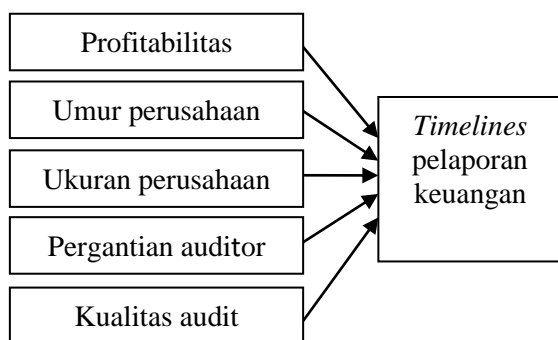 Profitabilitas
Umur perusahaan
Ukuran perusahaan
Pergantian auditor
Kualitas audit
Timelines
pelaporan
keuangan